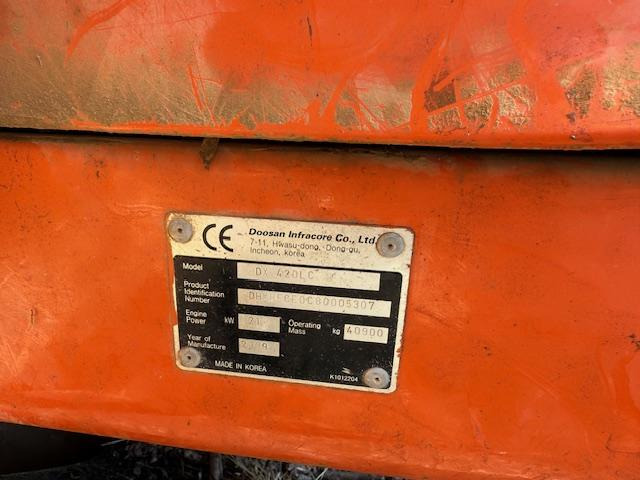 CE
Doosan Infracore Co., Ltd.
7-11, Hwasu-dong, Dong-gu,
Incheon, Korea
Model DX 420LC
Product Identification Number
Engine Power kW Operating Mass kg 40900
Year of Manufacture
MADE IN KOREA
K1012204